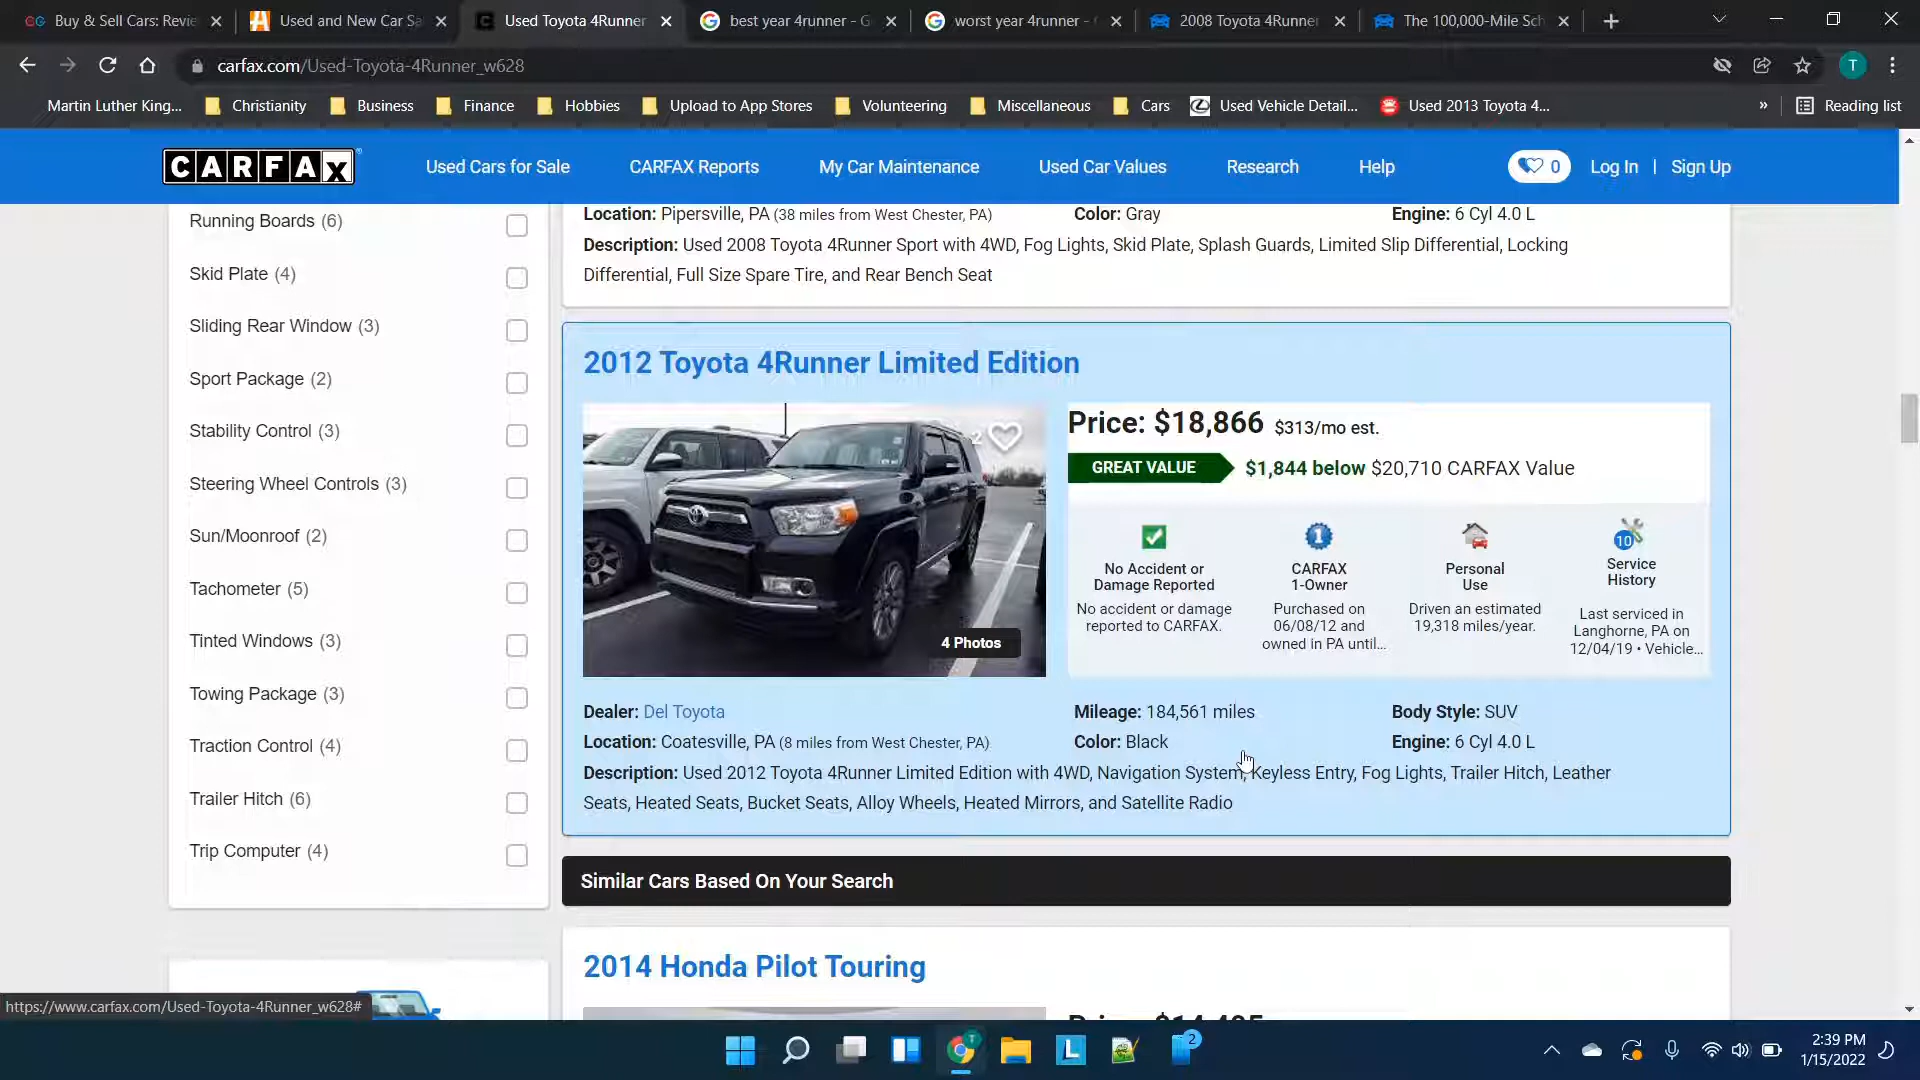 Buy & Sell Cars: Revie
Used and New Car Sa
Used Toyota 4Runner
best year 4runner - G
worst year 4runner -
2008 Toyota 4Runner
The 100,000-Mile Sch
carfax.com/Used-Toyota-4Runner_w628
T
Martin Luther King...
Christianity
Business
Finance
Hobbies
Upload to App Stores
Volunteering
Miscellaneous
Cars
Used Vehicle Detail...
Used 2013 Toyota 4...
»
Reading list
CARFAX
Used Cars for Sale
CARFAX Reports
My Car Maintenance
Used Car Values
Research
Help
0
Log In | Sign Up
Running Boards (6)
Skid Plate (4)
Sliding Rear Window (3)
Sport Package (2)
Stability Control (3)
Steering Wheel Controls (3)
Sun/Moonroof (2)
Tachometer (5)
Tinted Windows (3)
Towing Package (3)
Traction Control (4)
Trailer Hitch (6)
Trip Computer (4)
Location: Pipersville, PA (38 miles from West Chester, PA)
Color: Gray
Engine: 6 Cyl 4.0 L
Description: Used 2008 Toyota 4Runner Sport with 4WD, Fog Lights, Skid Plate, Splash Guards, Limited Slip Differential, Locking
Differential, Full Size Spare Tire, and Rear Bench Seat
2012 Toyota 4Runner Limited Edition
2
4 Photos
Price: $18,866 $313/mo est.
GREAT VALUE $1,844 below $20,710 CARFAX Value
No Accident or
Damage Reported
No accident or damage
reported to CARFAX.
1
CARFAX
1-Owner
Purchased on
06/08/12 and
owned in PA until...
Personal
Use
Driven an estimated
19,318 miles/year.
10
Service
History
Last serviced in
Langhorne, PA on
12/04/19 • Vehicle...
Dealer: Del Toyota
Mileage: 184,561 miles
Body Style: SUV
Location: Coatesville, PA (8 miles from West Chester, PA)
Color: Black
Engine: 6 Cyl 4.0 L
Description: Used 2012 Toyota 4Runner Limited Edition with 4WD, Navigation System, Keyless Entry, Fog Lights, Trailer Hitch, Leather
Seats, Heated Seats, Bucket Seats, Alloy Wheels, Heated Mirrors, and Satellite Radio
Similar Cars Based On Your Search
2014 Honda Pilot Touring
Price: $14,495
https://www.carfax.com/Used-Toyota-4Runner_w628#
T
L
2
2:39 PM
1/15/2022